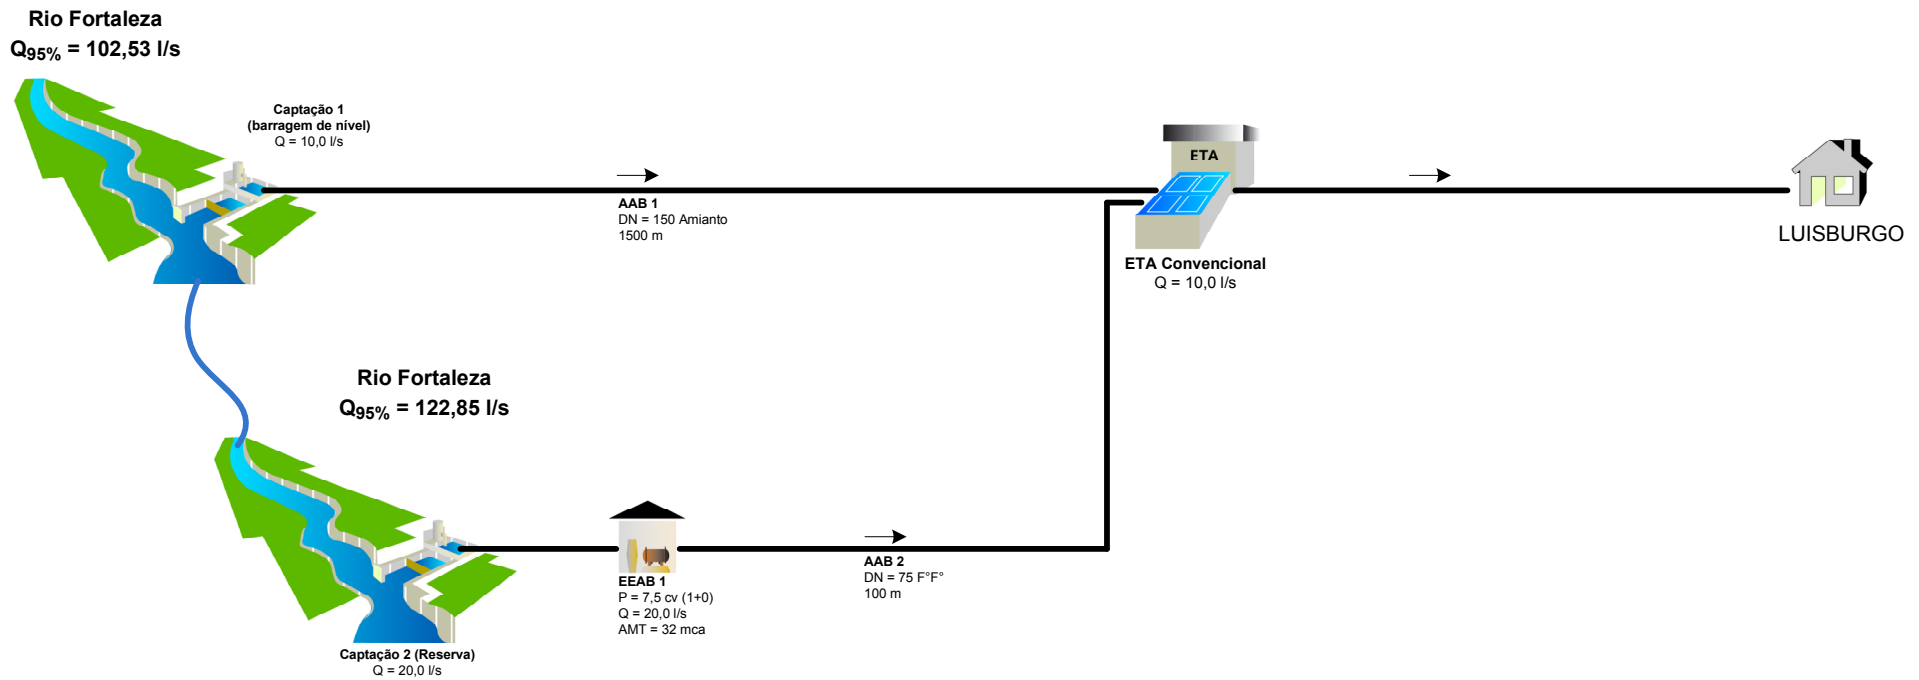 Rio Fortaleza
Q95% = 102,53 l/s
Captação 1
(barragem de nível)
Q = 10,0 l/s
AAB 1
DN = 150 Amianto
1500 m
ETA
ETA Convencional
Q = 10,0 l/s
LUISBURGO
Rio Fortaleza
Q95% = 122,85 l/s
EEAB 1
P = 7,5 cv (1+0)
Q = 20,0 l/s
AMT = 32 mca
AAB 2
DN = 75 F°F°
100 m
Captação 2 (Reserva)
Q = 20,0 l/s